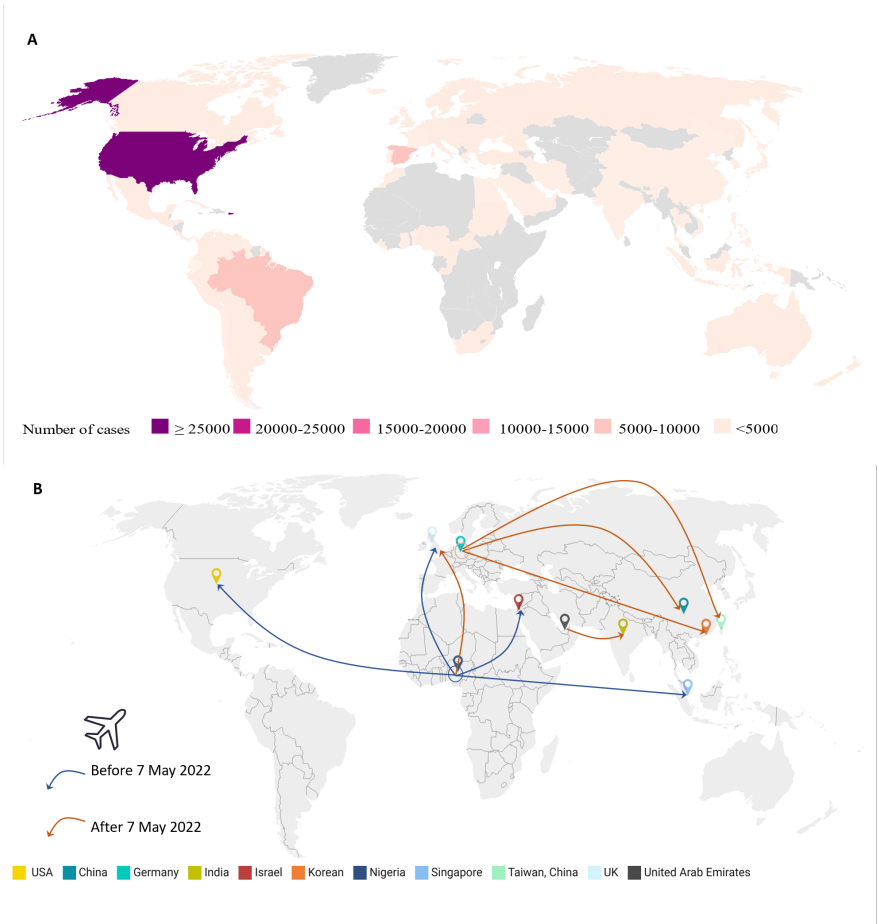 A
Number of cases ≥ 25000 20000-25000 15000-20000 10000-15000 5000-10000 <5000
B
Before 7 May 2022
After 7 May 2022
USA China Germany India Israel Korean Nigeria Singapore Taiwan, China UK United Arab Emirates